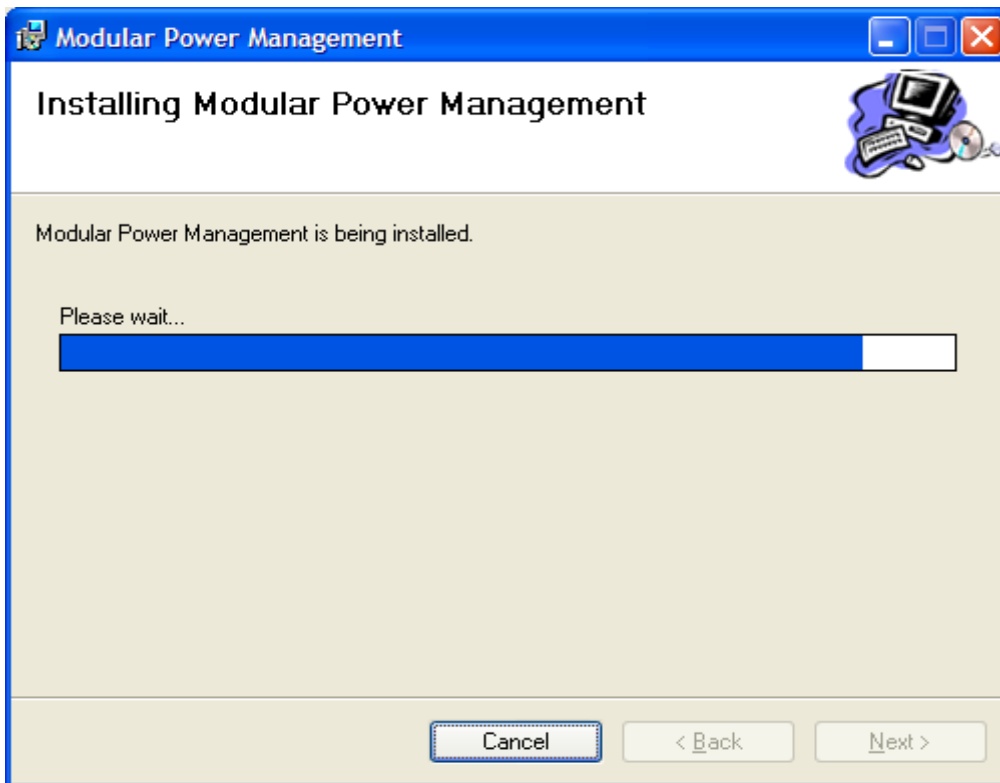 Modular Power Management
Installing Modular Power Management
Modular Power Management is being installed.
Please wait...
Cancel
< Back
Next >